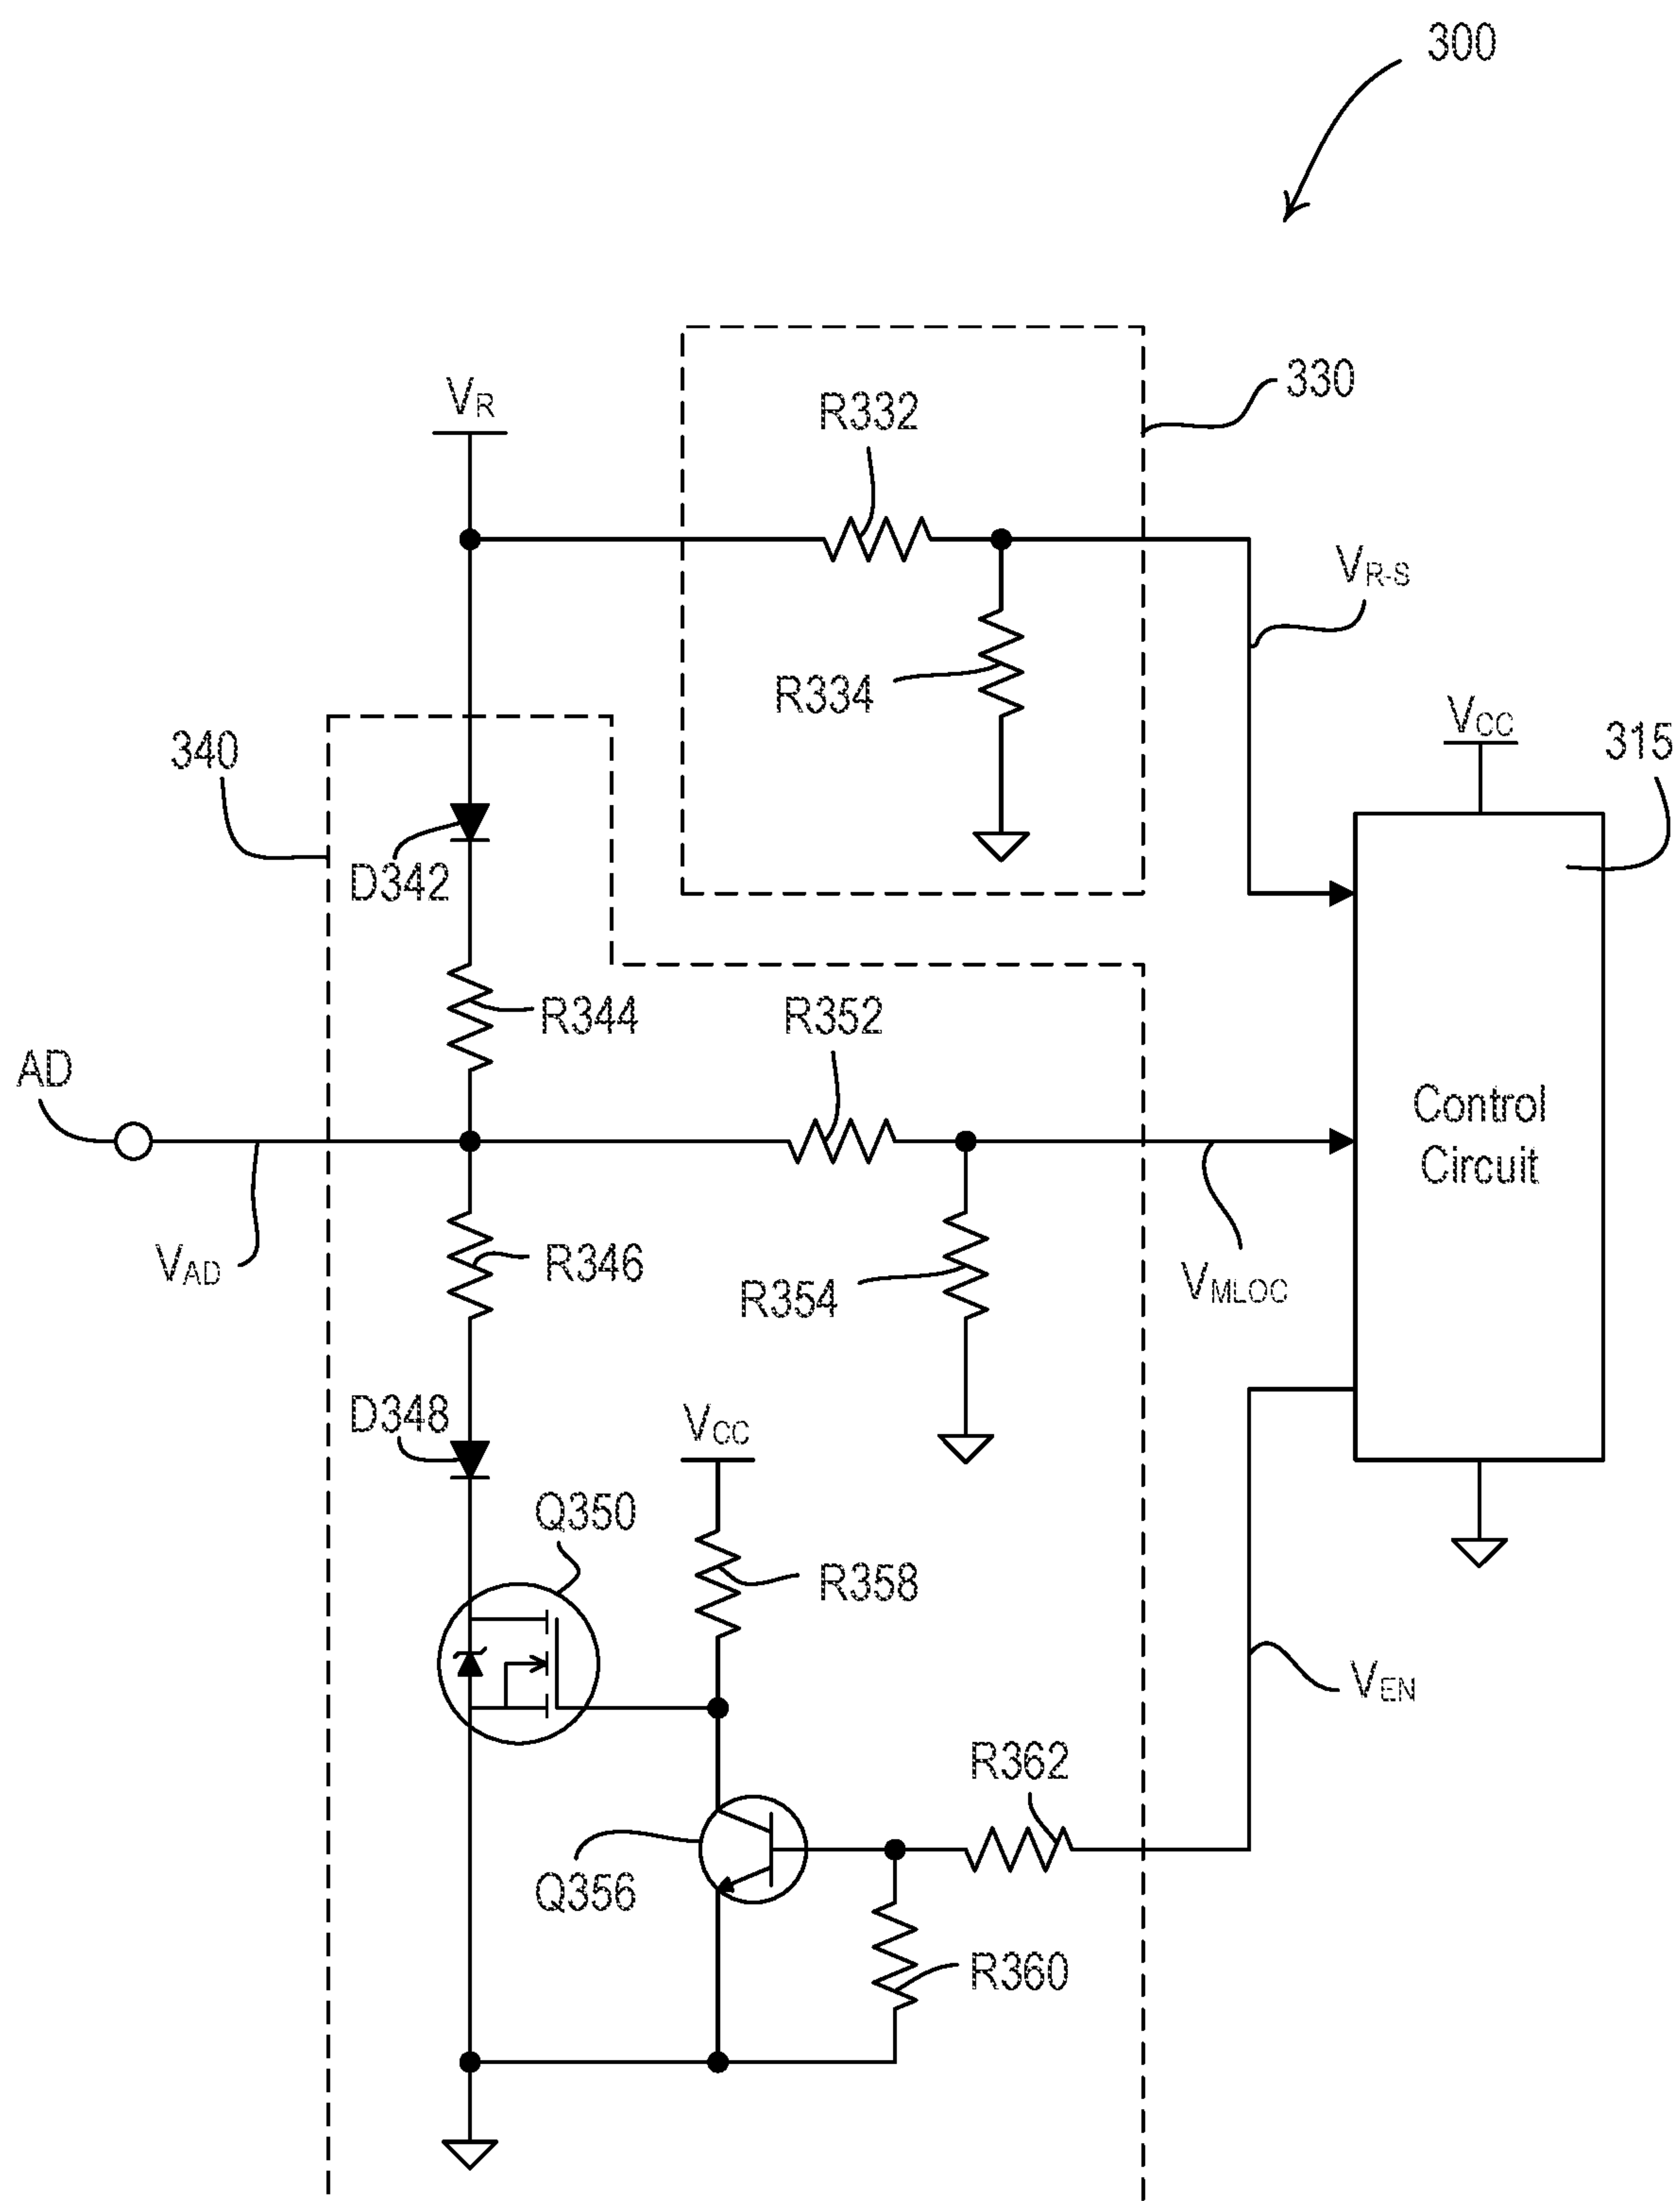 300
330
VR
R332
VR-S
R334
VCC
315
340
D342
R344
R352
AD
Control
Circuit
VAD
R346
R354
VMLOC
D348
VCC
Q350
R358
VEN
R362
Q356
R360